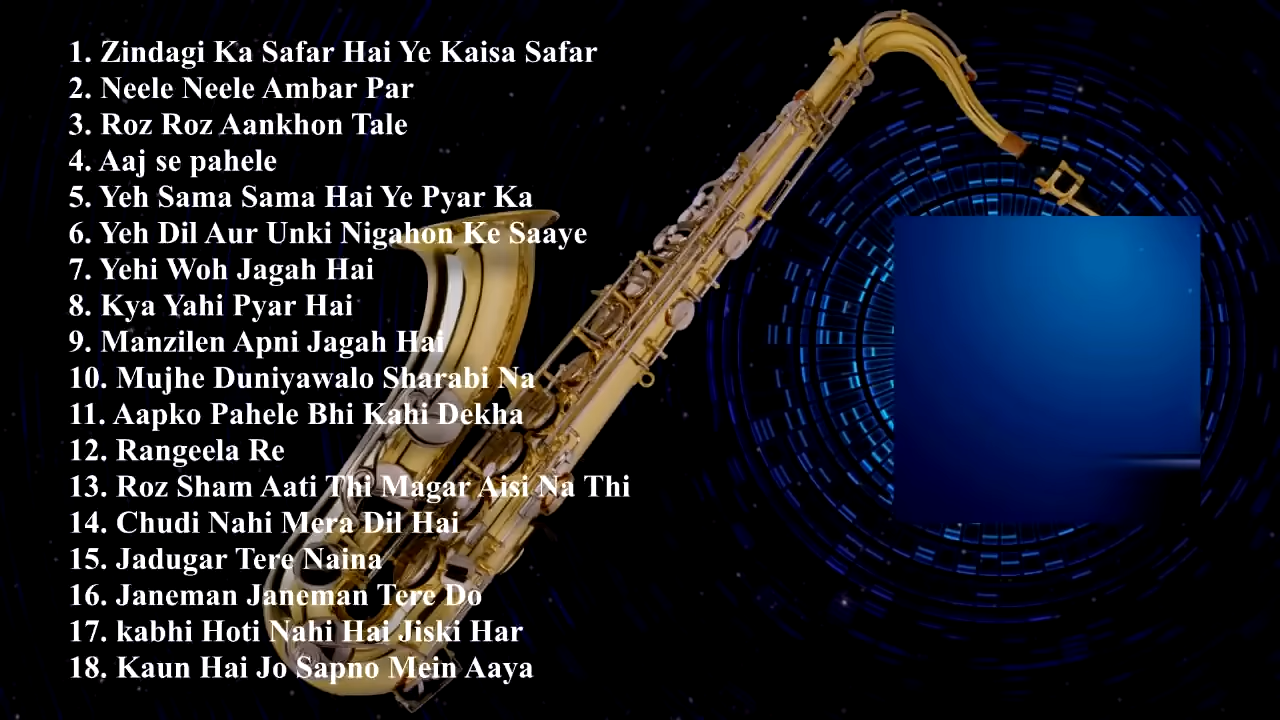 1. Zindagi Ka Safar Hai Ye Kaisa Safar
2. Neele Neele Ambar Par
3. Roz Roz Aankhon Tale
4. Aaj se pahele
5. Yeh Sama Sama Hai Ye Pyar Ka
6. Yeh Dil Aur Unki Nigahon Ke Saaye
7. Yehi Woh Jagah Hai
8. Kya Yahi Pyar Hai
9. Manzilen Apni Jagah Hai
10. Mujhe Duniyawalo Sharabi Na
11. Aapko Pahele Bhi Kahi Dekha
12. Rangeela Re
13. Roz Sham Aati Thi Magar Aisi Na Thi
14. Chudi Nahi Mera Dil Hai
15. Jadugar Tere Naina
16. Janeman Janeman Tere Do
17. kabhi Hoti Nahi Hai Jiski Har
18. Kaun Hai Jo Sapno Mein Aaya